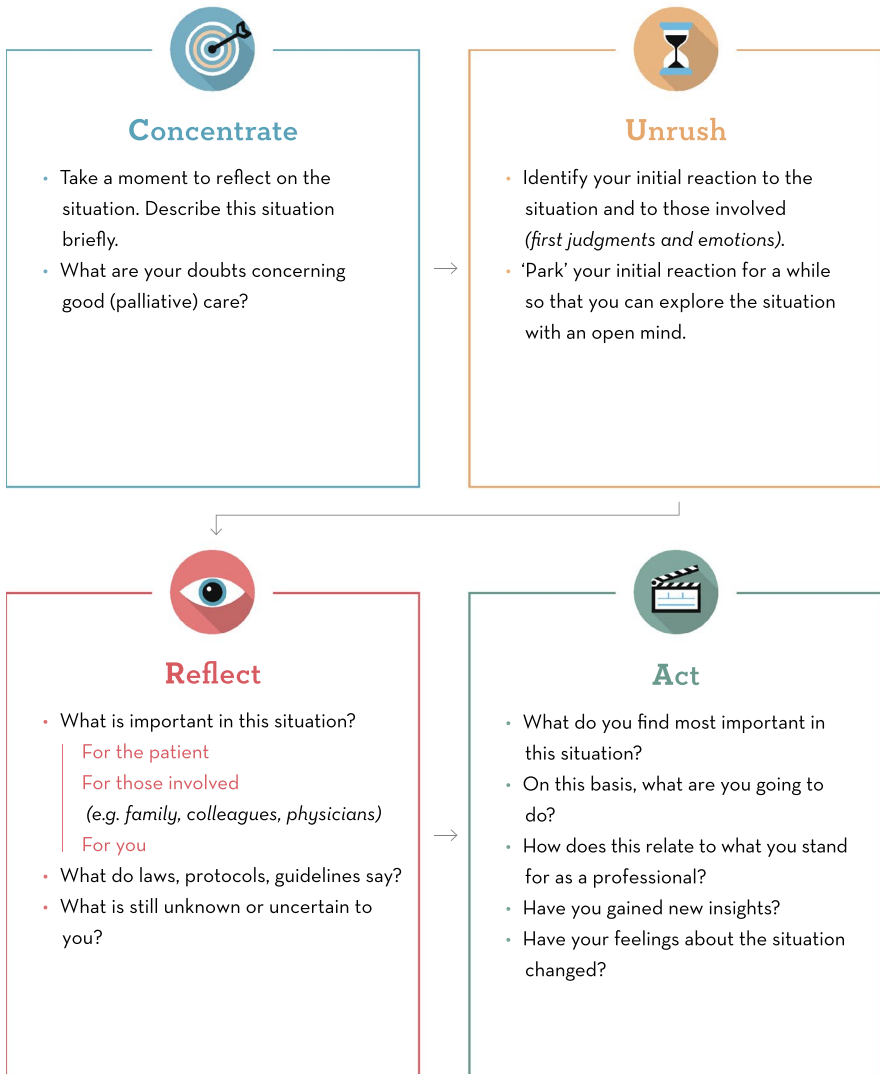 Concentrate
• Take a moment to reflect on the
situation. Describe this situation
briefly.
• What are your doubts concerning
good (palliative) care?
Unrush
• Identify your initial reaction to the
situation and to those involved
(first judgments and emotions).
• ‘Park’ your initial reaction for a while
so that you can explore the situation
with an open mind.
Reflect
• What is important in this situation?
For the patient
For those involved
(e.g. family, colleagues, physicians)
For you
• What do laws, protocols, guidelines say?
• What is still unknown or uncertain to
you?
Act
• What do you find most important in
this situation?
• On this basis, what are you going to
do?
• How does this relate to what you stand
for as a professional?
• Have you gained new insights?
• Have your feelings about the situation
changed?